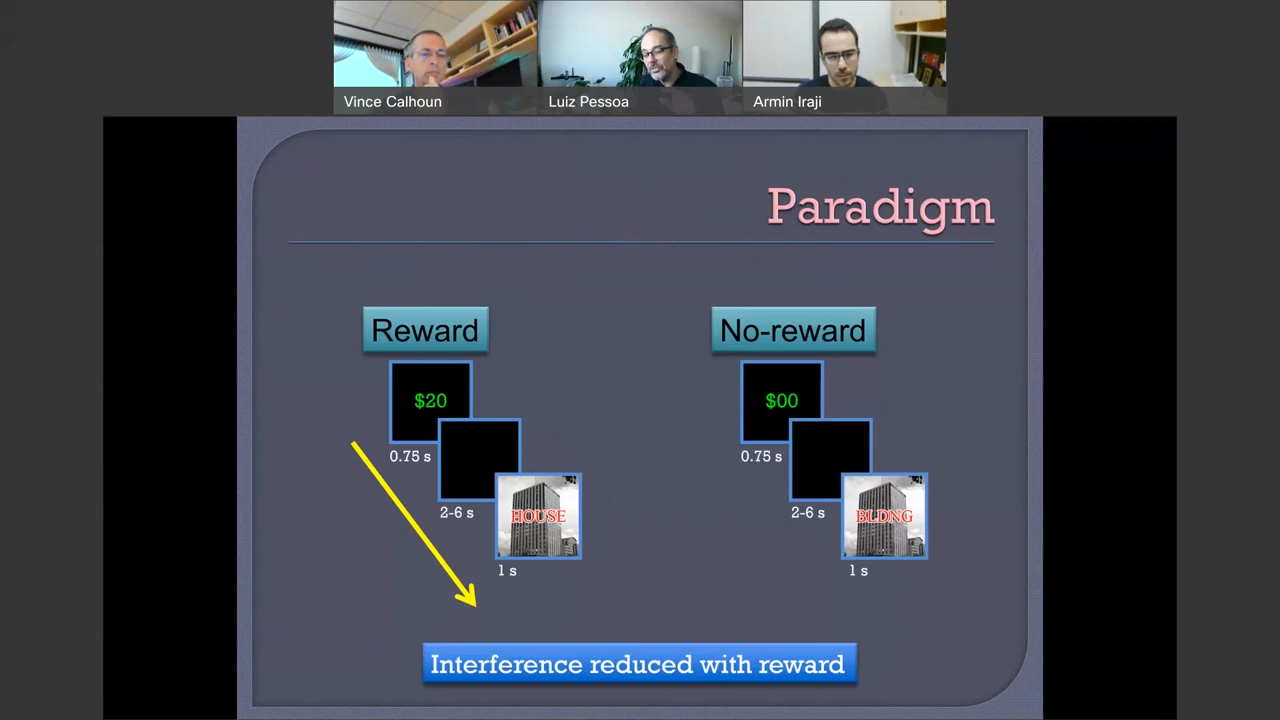 Vince Calhoun
Luiz Pessoa
Armin Iraji
Paradigm
Reward
No-reward
$20
$00
0.75 s
0.75 s
2-6 s
2-6 s
HOUSE
BLDNG
1 s
1 s
Interference reduced with reward